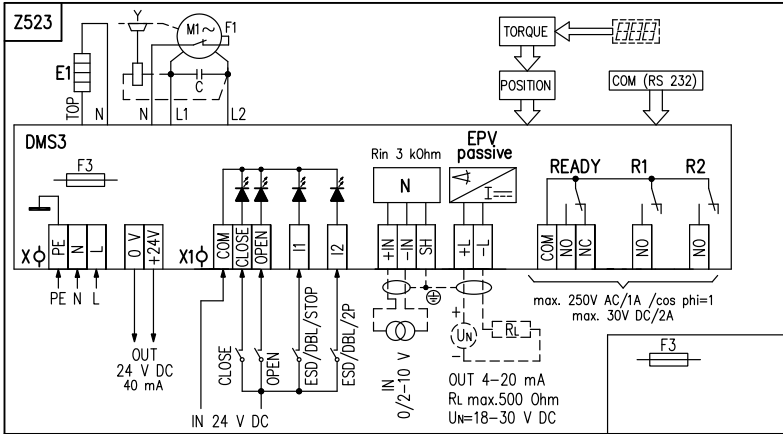 Z523
Y
M1~
F1
E1
C
TOP
N
N
L1
L2
TORQUE
POSITION
COM (RS 232)
DMS3
F3
Rin 3 kOhm
N
EPV
passive
I
READY
R1
R2
X
PE
N
L
0 V
+24V
X1
COM
CLOSE
OPEN
I1
I2
+IN
-IN
SH
+L
-L
COM
NO
NC
NO
NO
PE N L
OUT
24 V DC
40 mA
CLOSE
OPEN
ESD/DBL/STOP
ESD/DBL/2P
IN 24 V DC
IN
0/2-10 V
+
UN
-
RL
OUT 4-20 mA
RL max.500 Ohm
UN=18-30 V DC
max. 250V AC/1A /cos phi=1
max. 30V DC/2A
F3